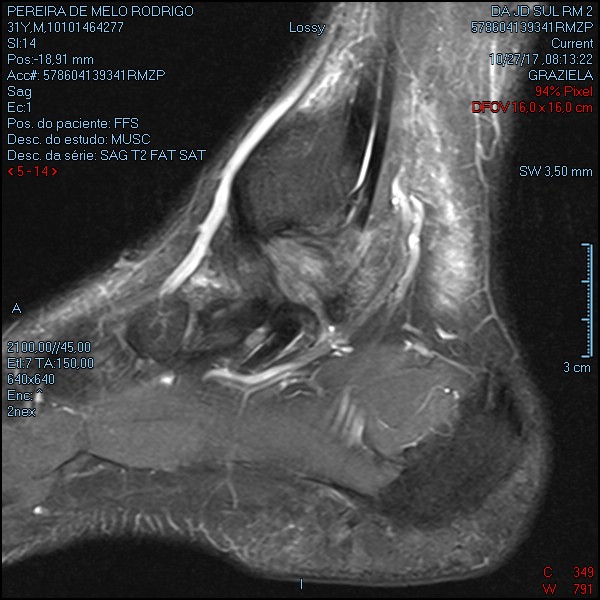 PEREIRA DE MELO RODRIGO
31Y,M,10101464277
Sl:14
Pos:-18,91 mm
Acc#: 578604139341RMZP
Sag
Ec:1
Pos. do paciente: FFS
Desc. do estudo: MUSC
Desc. da série: SAG T2 FAT SAT
< 5 - 14 >
Lossy
DA JD SUL RM 2
578604139341RMZP
Current
10/27/17 ,08:13:22
GRAZIELA
94% Pixel
DFOV 16,0 x 16,0 cm
SW 3,50 mm
A
3 cm
2100.00//45,00
Etl:7 TA:150.00
640x640
Enc: ^
2nex
C 349
W 791